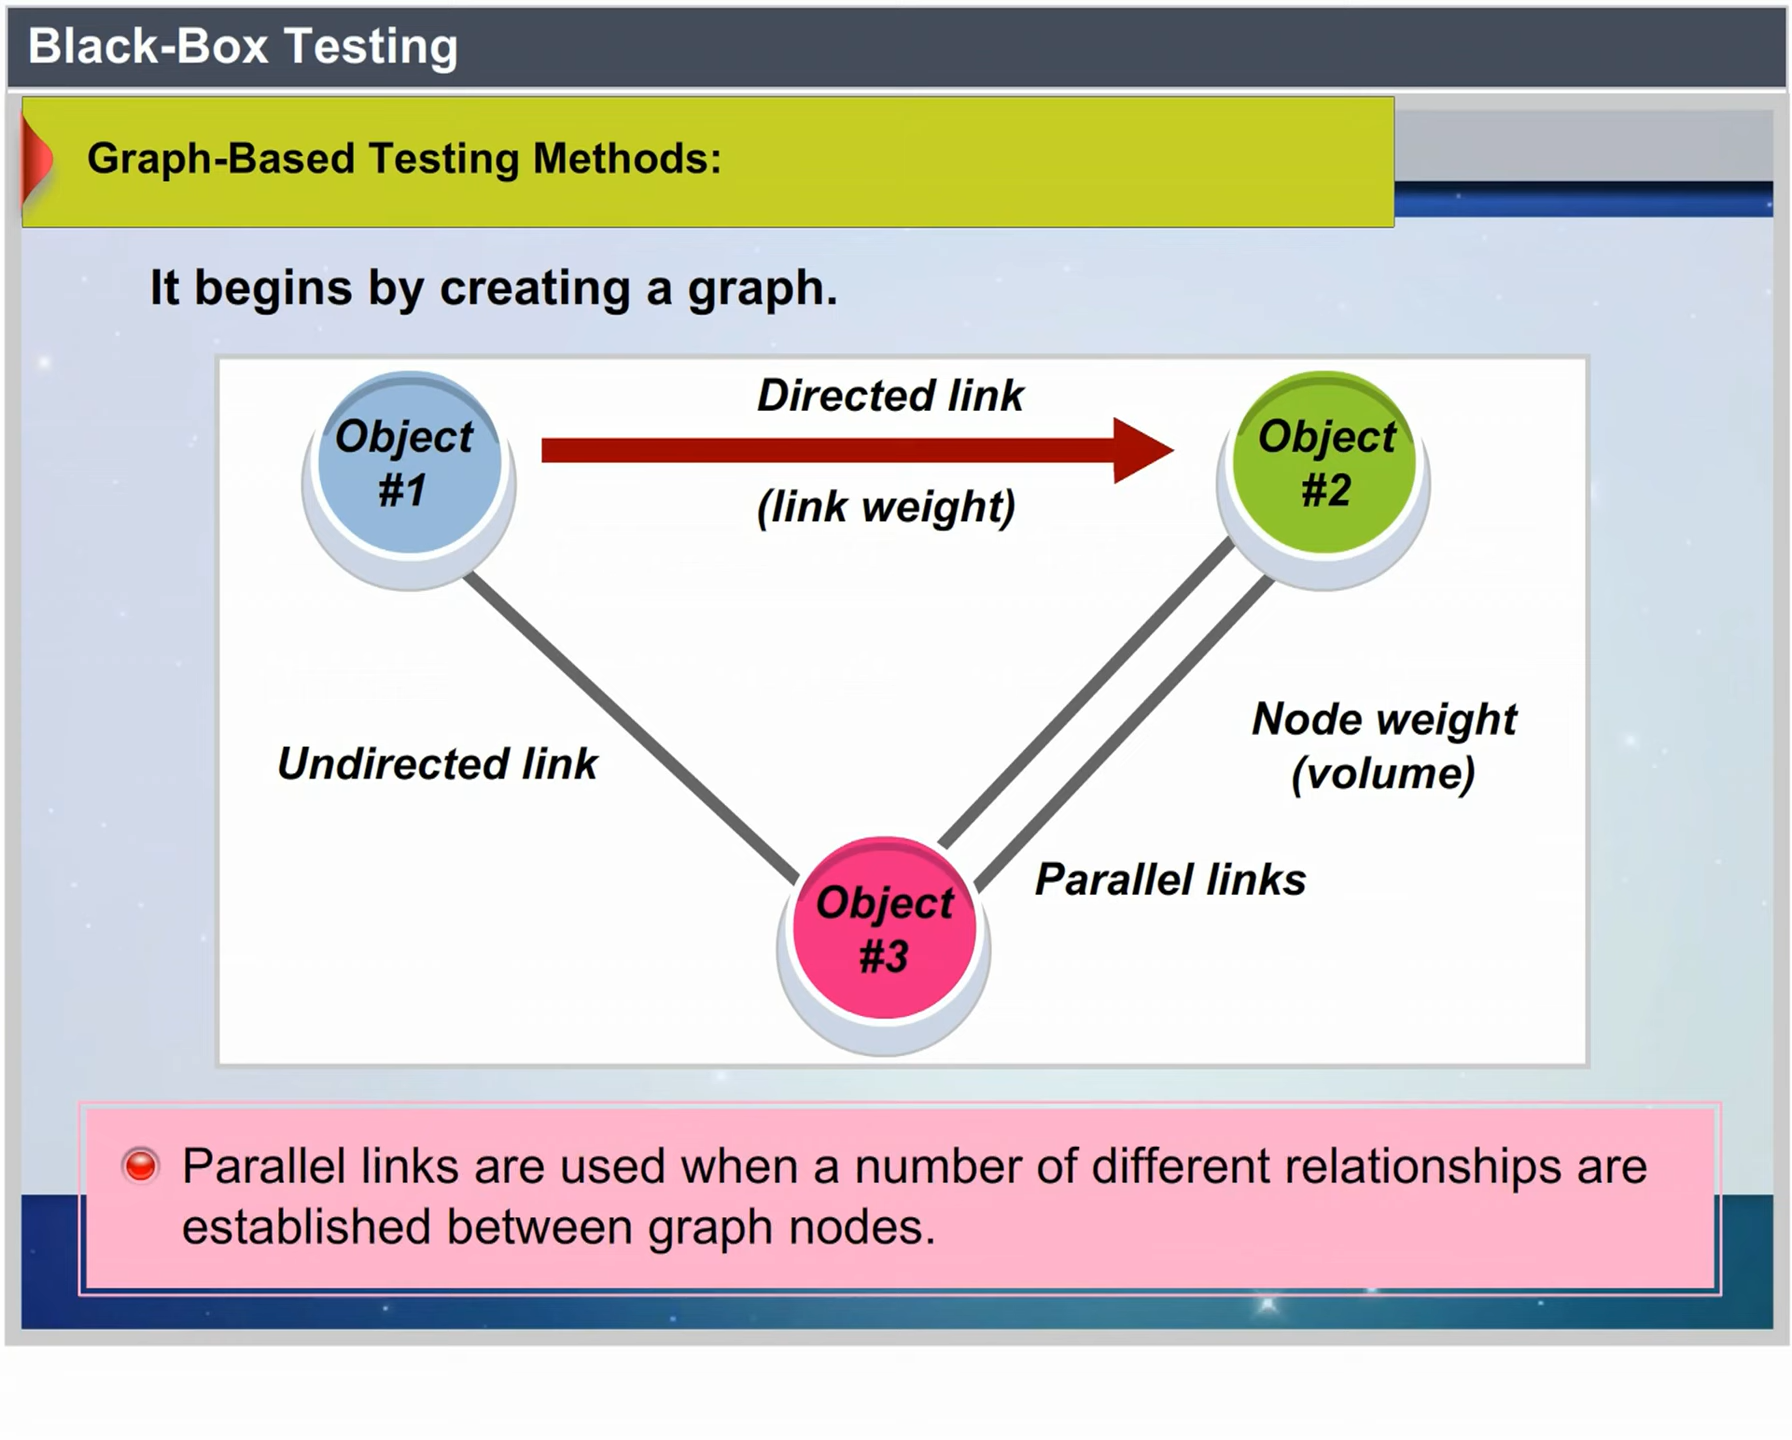 Black-Box Testing
Graph-Based Testing Methods:
It begins by creating a graph.
Object
#1
Directed link
(link weight)
Object
#2
Undirected link
Node weight
(volume)
Parallel links
Object
#3
Parallel links are used when a number of different relationships are
established between graph nodes.